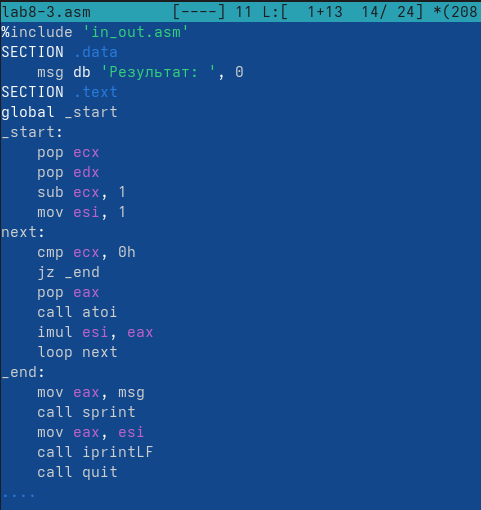 lab8-3.asm [----] 11 L:[ 1+13 14/ 24] *(208
%include 'in_out.asm'
SECTION .data
    msg db 'Результат: ', 0
SECTION .text
global _start
_start:
    pop ecx
    pop edx
    sub ecx, 1
    mov esi, 1
next:
    cmp ecx, 0h
    jz _end
    pop eax
    call atoi
    imul esi, eax
    loop next
_end:
    mov eax, msg
    call sprint
    mov eax, esi
    call iprintLF
    call quit
....